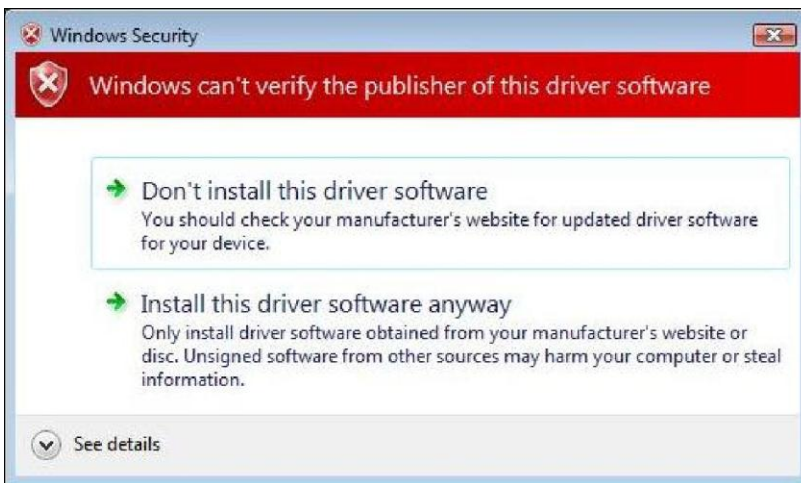 Windows Security
Windows can't verify the publisher of this driver software
Don't install this driver software
You should check your manufacturer's website for updated driver software
for your device.
Install this driver software anyway
Only install driver software obtained from your manufacturer's website or
disc. Unsigned software from other sources may harm your computer or steal
information.
See details